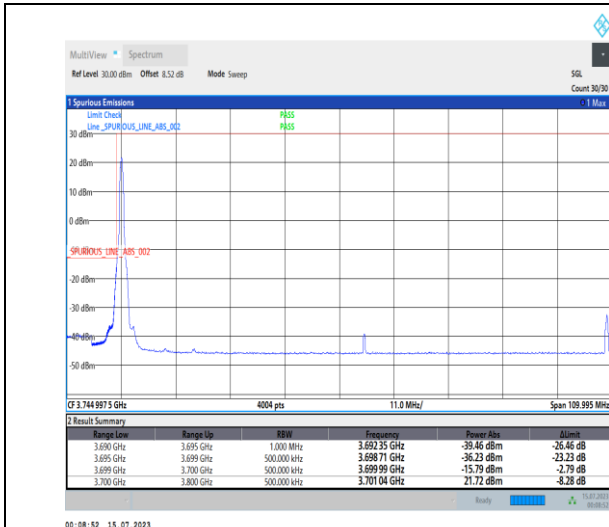 MultiView Spectrum
Ref Level 30.00 dBm Offset 8.52 dB Mode Sweep SGL
Count 30/30
1 Spurious Emissions 1 Max
Limit Check PASS
Line _SPURIOUS_LINE_ABS_002 PASS
30 dBm
20 dBm
10 dBm
0 dBm
_SPURIOUS_LINE_ABS_002
-20 dBm
-30 dBm
-40 dBm
-50 dBm
CF 3.744 997 5 GHz 4004 pts 11.0 MHz/ Span 109.995 MHz
2 Result Summary
Range Low Range Up RBW Frequency Power Abs ΔLimit
3.690 GHz 3.695 GHz 1.000 MHz 3.692 35 GHz -39.46 dBm -26.46 dB
3.695 GHz 3.699 GHz 500.000 kHz 3.698 71 GHz -36.23 dBm -23.23 dB
3.699 GHz 3.700 GHz 500.000 kHz 3.699 99 GHz -15.79 dBm -2.79 dB
3.700 GHz 3.800 GHz 500.000 kHz 3.701 04 GHz 21.72 dBm -8.28 dB
Ready 15.07.2023
00:08:52
00:08:52 15.07.2023